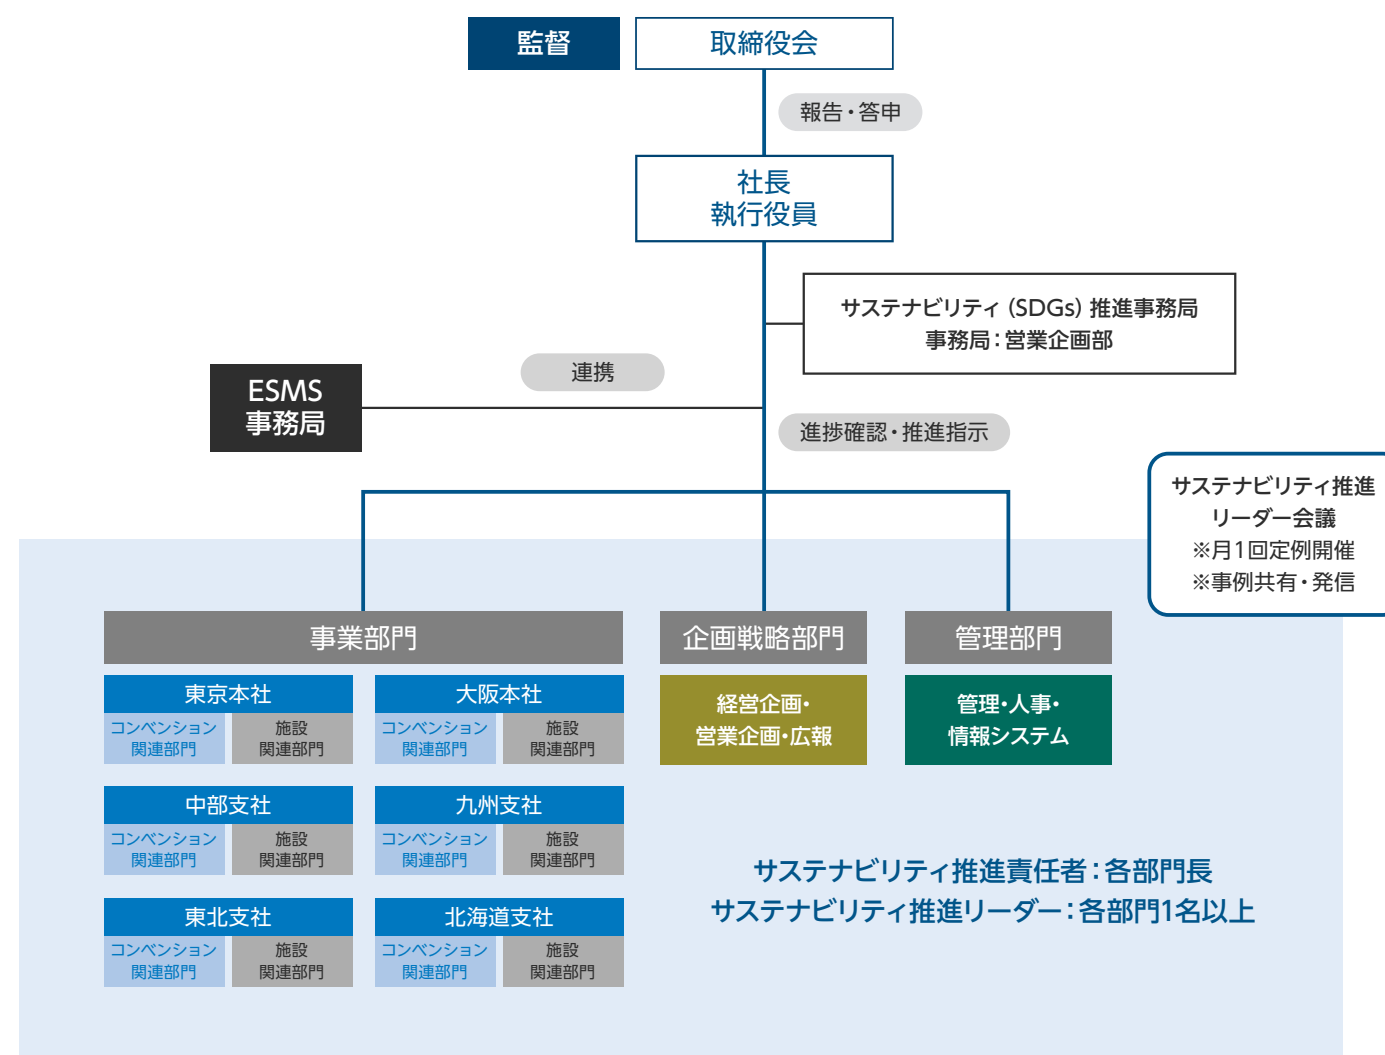 監督
取締役会
報告・答申
社長
執行役員
サステナビリティ（SDGs）推進事務局
事務局：営業企画部
連携
ESMS
事務局
進捗確認・推進指示
サステナビリティ推進
リーダー会議
※月1回定例開催
※事例共有・発信
事業部門
企画戦略部門
管理部門
東京本社
コンベンション
関連部門
施設
関連部門
大阪本社
コンベンション
関連部門
施設
関連部門
経営企画・
営業企画・広報
管理・人事・
情報システム
中部支社
コンベンション
関連部門
施設
関連部門
九州支社
コンベンション
関連部門
施設
関連部門
サステナビリティ推進責任者：各部門長
サステナビリティ推進リーダー：各部門1名以上
東北支社
コンベンション
関連部門
施設
関連部門
北海道支社
コンベンション
関連部門
施設
関連部門